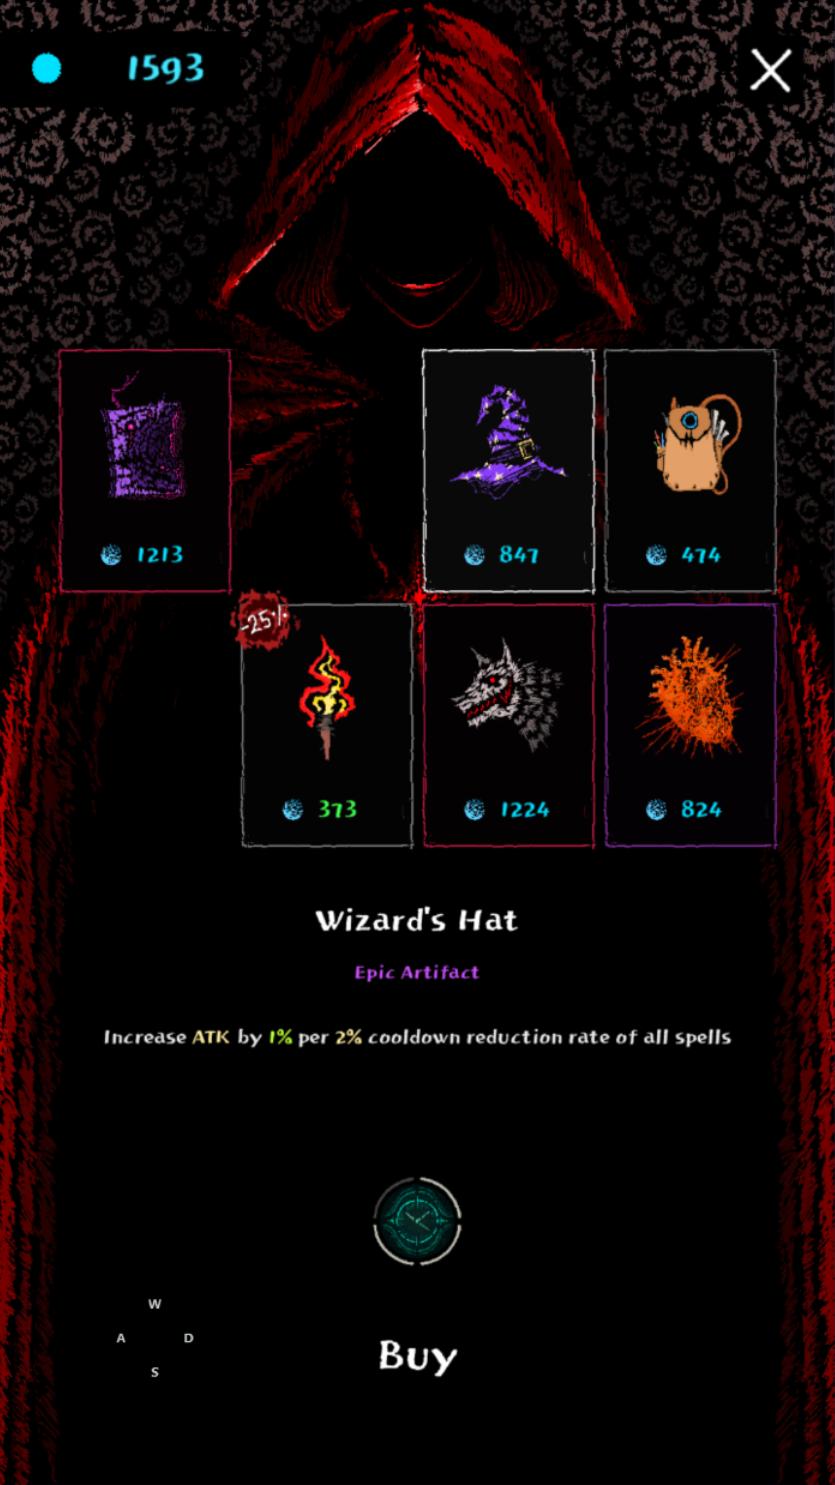 1593
1213
847
474
-25%
373
1224
824
Wizard's Hat
Epic Artifact
Increase ATK by 1% per 2% cooldown reduction rate of all spells
W
A D
S
Buy